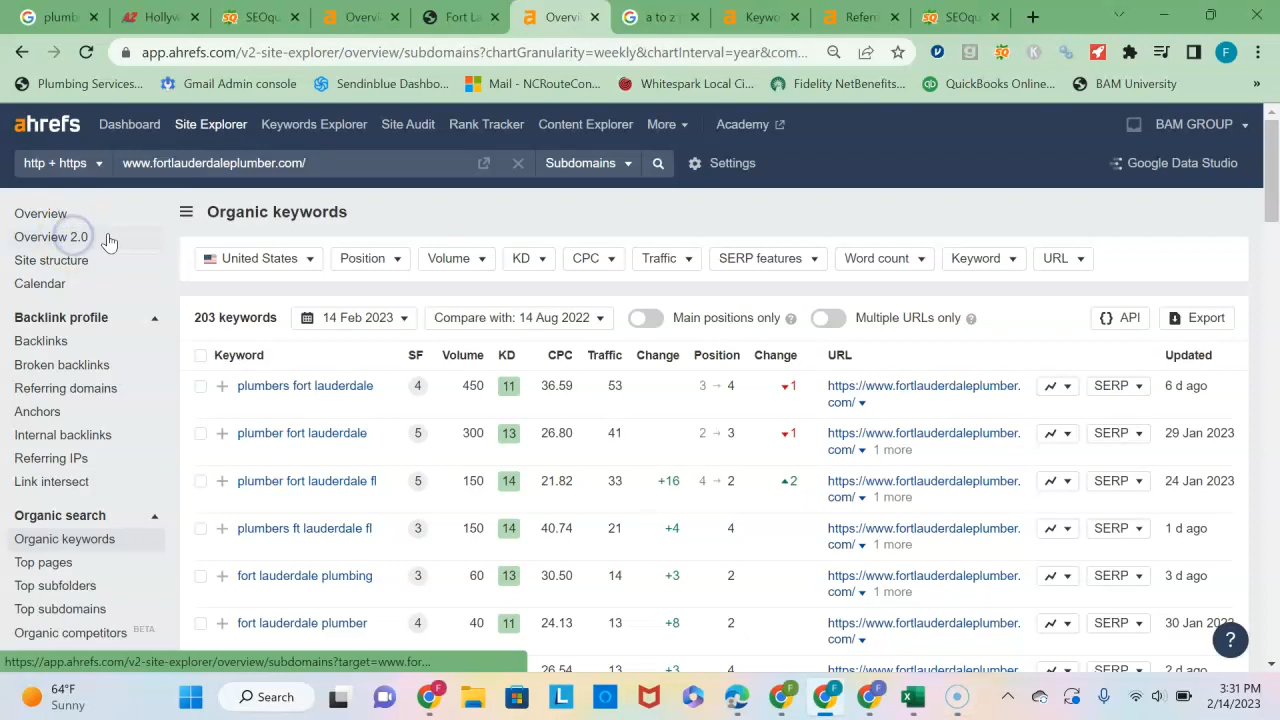 plumb
Hollyw
SEOqu
Overvi
Fort La
Overvi
a to z p
Keywo
Referri
SEOqu
app.ahrefs.com/v2-site-explorer/overview/subdomains?chartGranularity=weekly&chartInterval=year&com...
Plumbing Services...
Gmail Admin console
Sendinblue Dashbo...
Mail - NCRouteCon...
Whitespark Local Ci...
Fidelity NetBenefits...
QuickBooks Online...
BAM University
»
ahrefs Dashboard Site Explorer Keywords Explorer Site Audit Rank Tracker Content Explorer More Academy BAM GROUP
http + https www.fortlauderdaleplumber.com/ Subdomains Settings Google Data Studio
Overview
Overview 2.0
Site structure
Calendar
Backlink profile
Backlinks
Broken backlinks
Referring domains
Anchors
Internal backlinks
Referring IPs
Link intersect
Organic search
Organic keywords
Top pages
Top subfolders
Top subdomains
Organic competitors BETA
Organic keywords
United States Position Volume KD CPC Traffic SERP features Word count Keyword URL
203 keywords 14 Feb 2023 Compare with: 14 Aug 2022 Main positions only ? Multiple URLs only ? {} API Export
Keyword SF Volume KD CPC Traffic Change Position Change URL Updated
plumbers fort lauderdale 4 450 11 36.59 53 3 → 4 1 https://www.fortlauderdaleplumber. SERP 6 d ago
com/
plumber fort lauderdale 5 300 13 26.80 41 2 → 3 1 https://www.fortlauderdaleplumber. SERP 29 Jan 2023
com/ 1 more
plumber fort lauderdale fl 5 150 14 21.82 33 +16 4 → 2 2 https://www.fortlauderdaleplumber. SERP 24 Jan 2023
com/ 1 more
plumbers ft lauderdale fl 3 150 14 40.74 21 +4 4 https://www.fortlauderdaleplumber. SERP 1 d ago
com/ 1 more
fort lauderdale plumbing 3 60 13 30.50 14 +3 2 https://www.fortlauderdaleplumber. SERP 3 d ago
com/ 1 more
fort lauderdale plumber 4 40 11 24.13 13 +8 2 https://www.fortlauderdaleplumber. SERP 30 Jan 2023
com/
26.54 13 +3 4 https://www.fortlauderdaleplumber. SERP
?
https://app.ahrefs.com/v2-site-explorer/overview/subdomains?target=www.for...
64°F
Sunny
Search
3:31 PM
2/14/2023